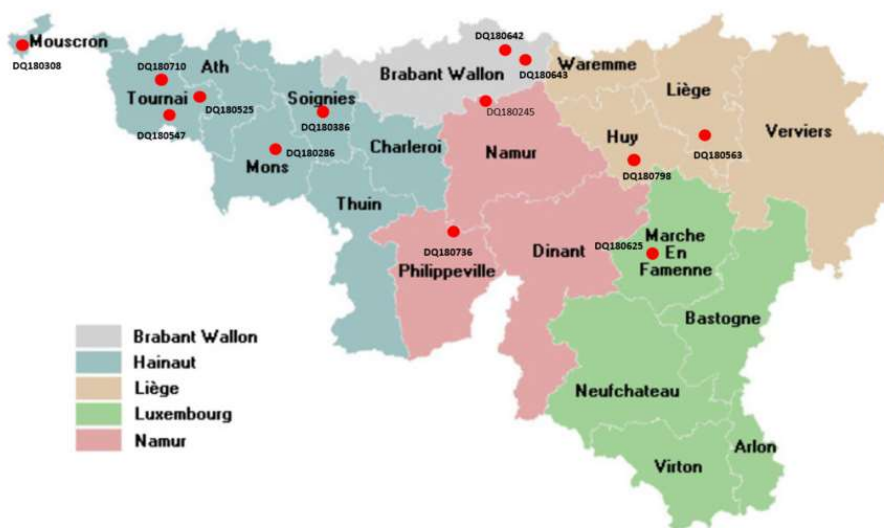 DQ180642
Mouscron
DQ180308
DQ180710
Ath
Brabant Wallon
DQ180643
Waremme
Tournai
DQ180525
Soignies
DQ180245
Liège
DQ180547
DQ180386
Verviers
Charleroi
Namur
Huy
DQ180563
DQ180286
Mons
DQ180798
Thuin
DQ180736
Dinant
DQ180625
Marche
En
Famenne
Philippeville
Bastogne
Brabant Wallon
Hainaut
Liège
Luxembourg
Namur
Neufchateau
Virton
Arlon